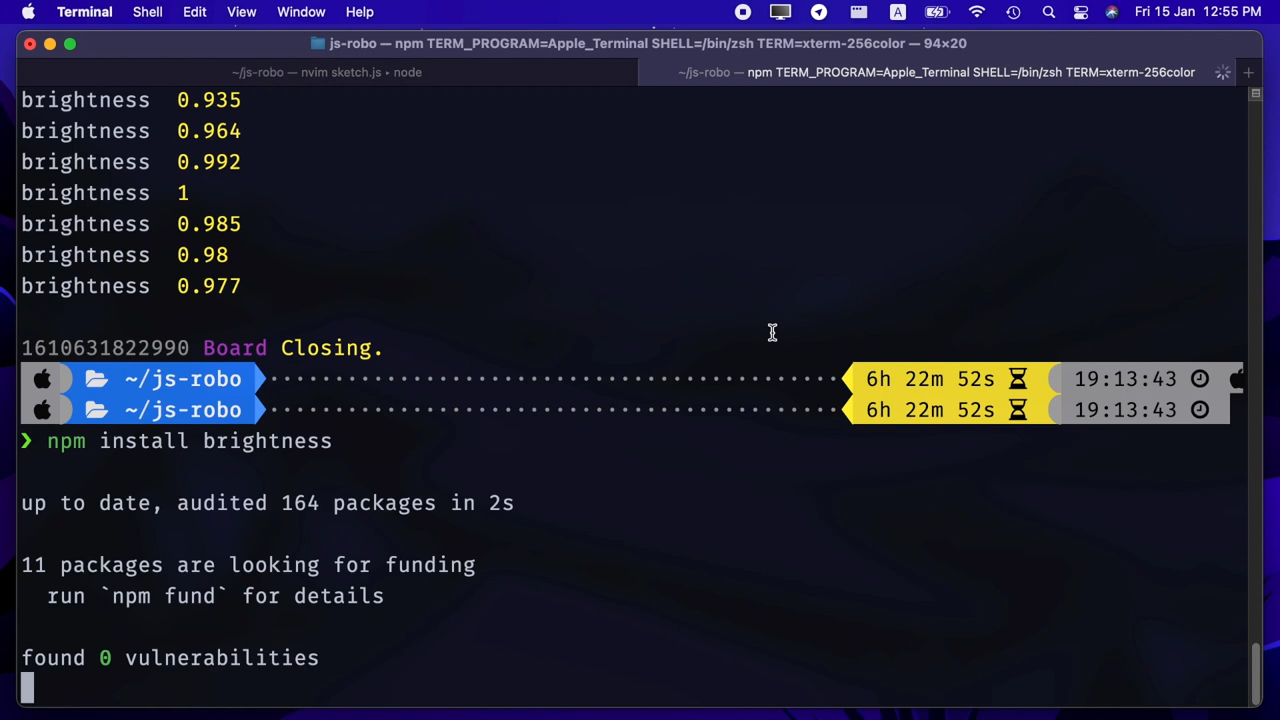 Terminal Shell Edit View Window Help A Fri 15 Jan 12:55 PM
js-robo — npm TERM_PROGRAM=Apple_Terminal SHELL=/bin/zsh TERM=xterm-256color — 94×20
~/js-robo — nvim sketch.js ▸ node ~/js-robo — npm TERM_PROGRAM=Apple_Terminal SHELL=/bin/zsh TERM=xterm-256color
brightness 0.935
brightness 0.964
brightness 0.992
brightness 1
brightness 0.985
brightness 0.98
brightness 0.977
1610631822990 Board Closing.
~/js-robo 6h 22m 52s 19:13:43
~/js-robo 6h 22m 52s 19:13:43
❯ npm install brightness
up to date, audited 164 packages in 2s
11 packages are looking for funding
run `npm fund` for details
found 0 vulnerabilities